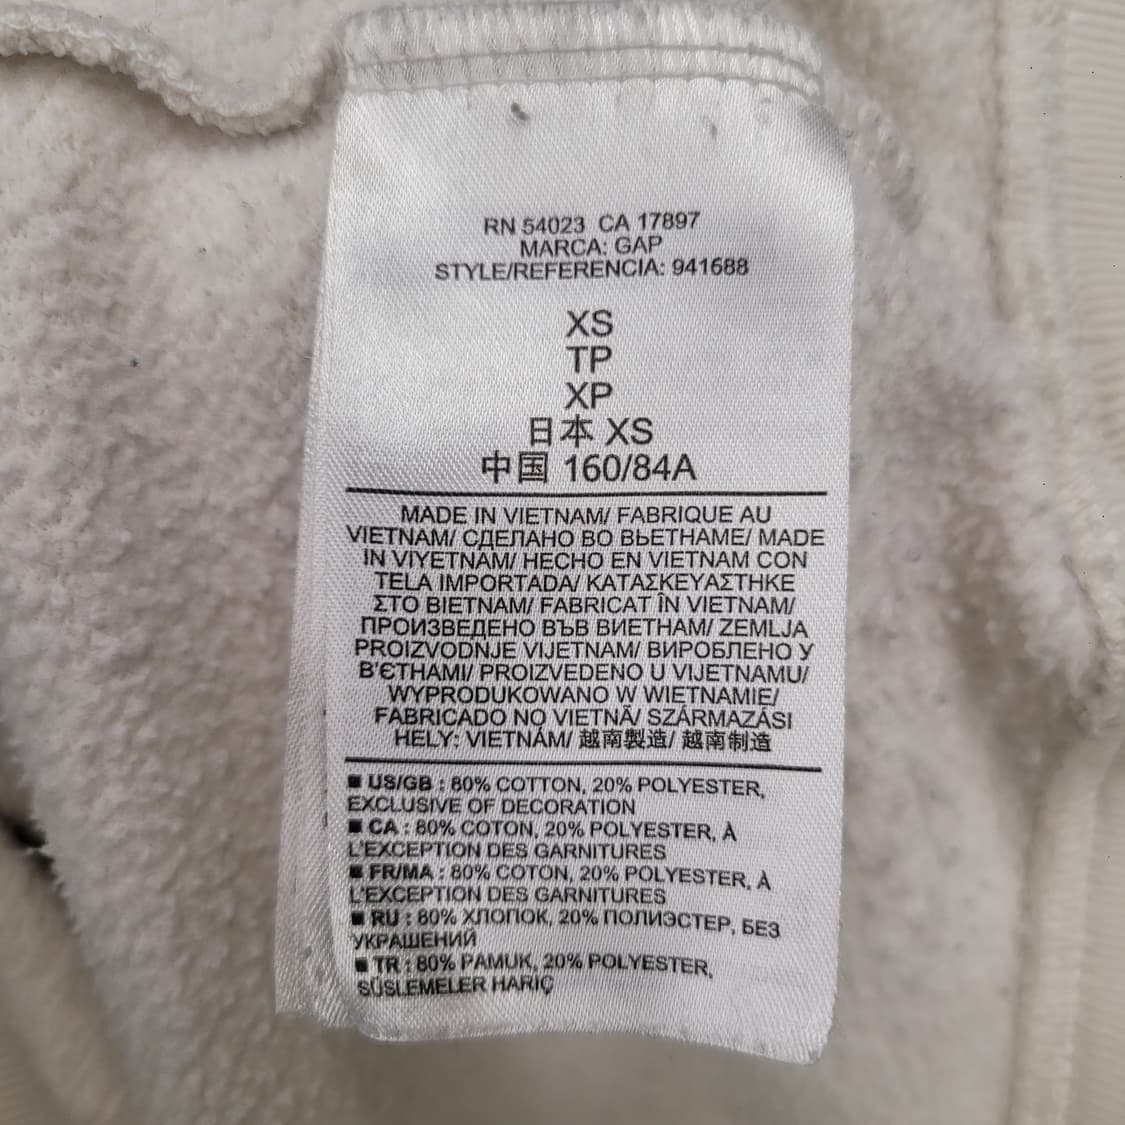 RN 54023 CA 17897
MARCA: GAP
STYLE/REFERENCIA: 941688
XS
TP
XP
日本 XS
中国 160/84A
MADE IN VIETNAM/ FABRIQUE AU
VIETNAM/ СДЕЛАНО ВО ВЬЕТНАМЕ/ MADE
IN VIYETNAM/ HECHO EN VIETNAM CON
TELA IMPORTADA/ ΚΑΤΑΣΚΕΥΑΣΤΗΚΕ
ΣΤΟ ΒΙΕΤΝΑΜ/ FABRICAT ÎN VIETNAM/
ПРОИЗВЕДЕНО ВЪВ ВИЕТНАМ/ ZEMLJA
PROIZVODNJE VIJETNAM/ ВИРОБЛЕНО У
В'ЄТНАМІ/ PROIZVEDENO U VIJETNAMU/
WYPRODUKOWANO W WIETNAMIE/
FABRICADO NO VIETNÃ/ SZÁRMAZÁSI
HELY: VIETNÁM/ 越南製造/ 越南制造
■ US/GB : 80% COTTON, 20% POLYESTER,
EXCLUSIVE OF DECORATION
■ CA : 80% COTON, 20% POLYESTER, À
L'EXCEPTION DES GARNITURES
■ FR/MA : 80% COTON, 20% POLYESTER, À
L'EXCEPTION DES GARNITURES
■ RU : 80% ХЛОПОК, 20% ПОЛИЭСТЕР, БЕЗ
УКРАШЕНИЙ
■ TR : 80% PAMUK, 20% POLYESTER,
SÜSLEMELER HARİÇ